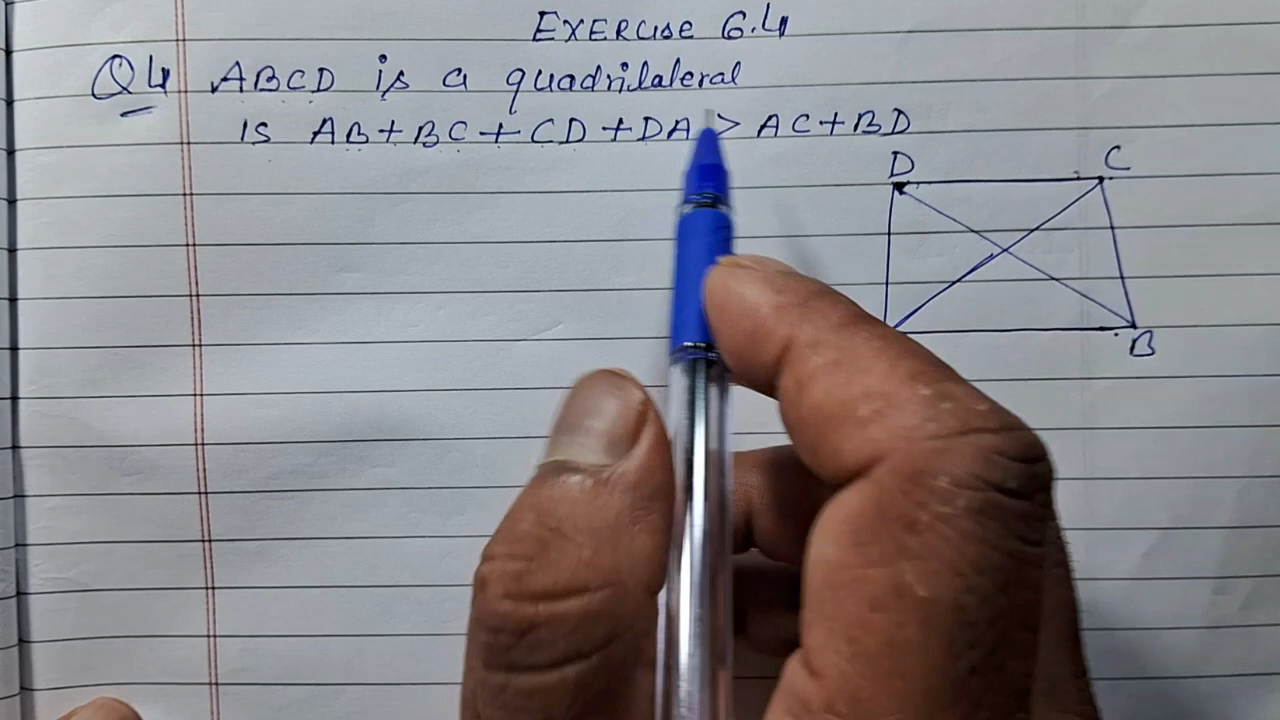 EXERCISE 6.4
Q4 ABCD is a quadrilateral
IS AB+BC+CD+DA > AC+BD
D
C
B